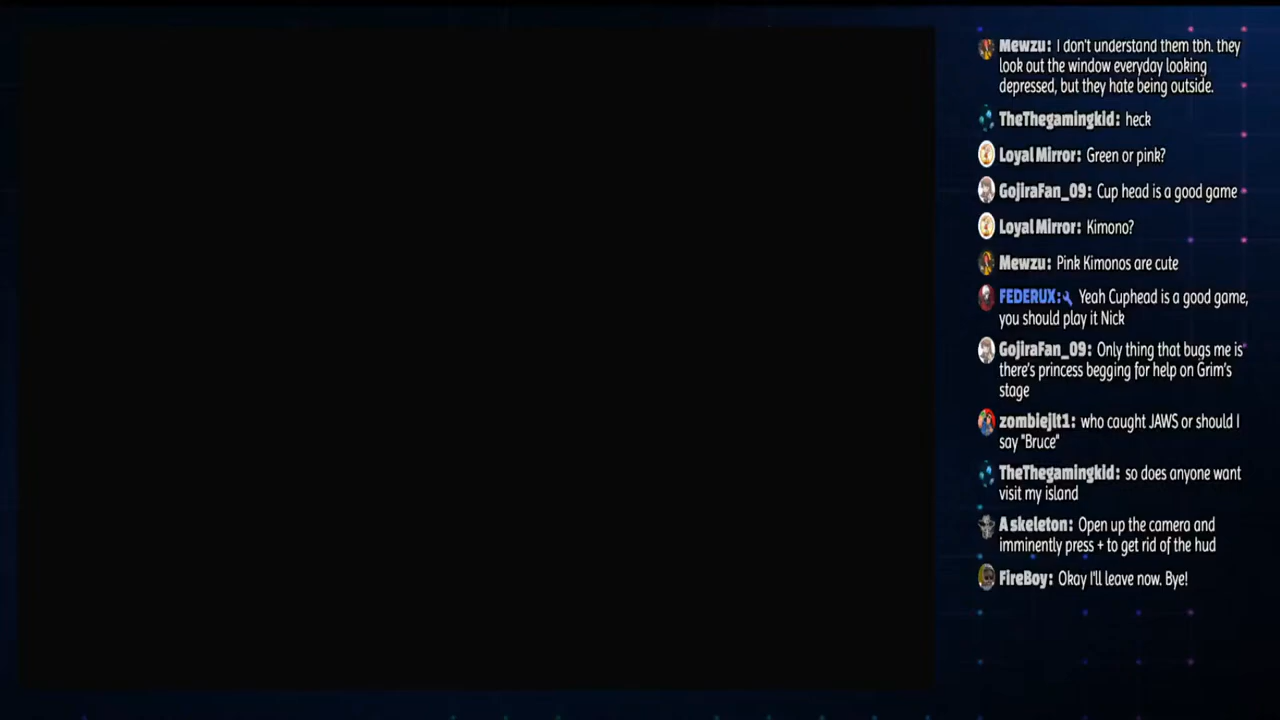 Mewzu: I don't understand them tbh. they
look out the window everyday looking
depressed, but they hate being outside.
TheThegamingkid: heck
Loyal Mirror: Green or pink?
GojiraFan_09: Cup head is a good game
Loyal Mirror: Kimono?
Mewzu: Pink Kimonos are cute
FEDERUX: Yeah Cuphead is a good game,
you should play it Nick
GojiraFan_09: Only thing that bugs me is
there's princess begging for help on Grim's
stage
zombiejlt1: who caught JAWS or should I
say "Bruce"
TheThegamingkid: so does anyone want
visit my island
A skeleton: Open up the camera and
imminently press + to get rid of the hud
FireBoy: Okay I'll leave now. Bye!